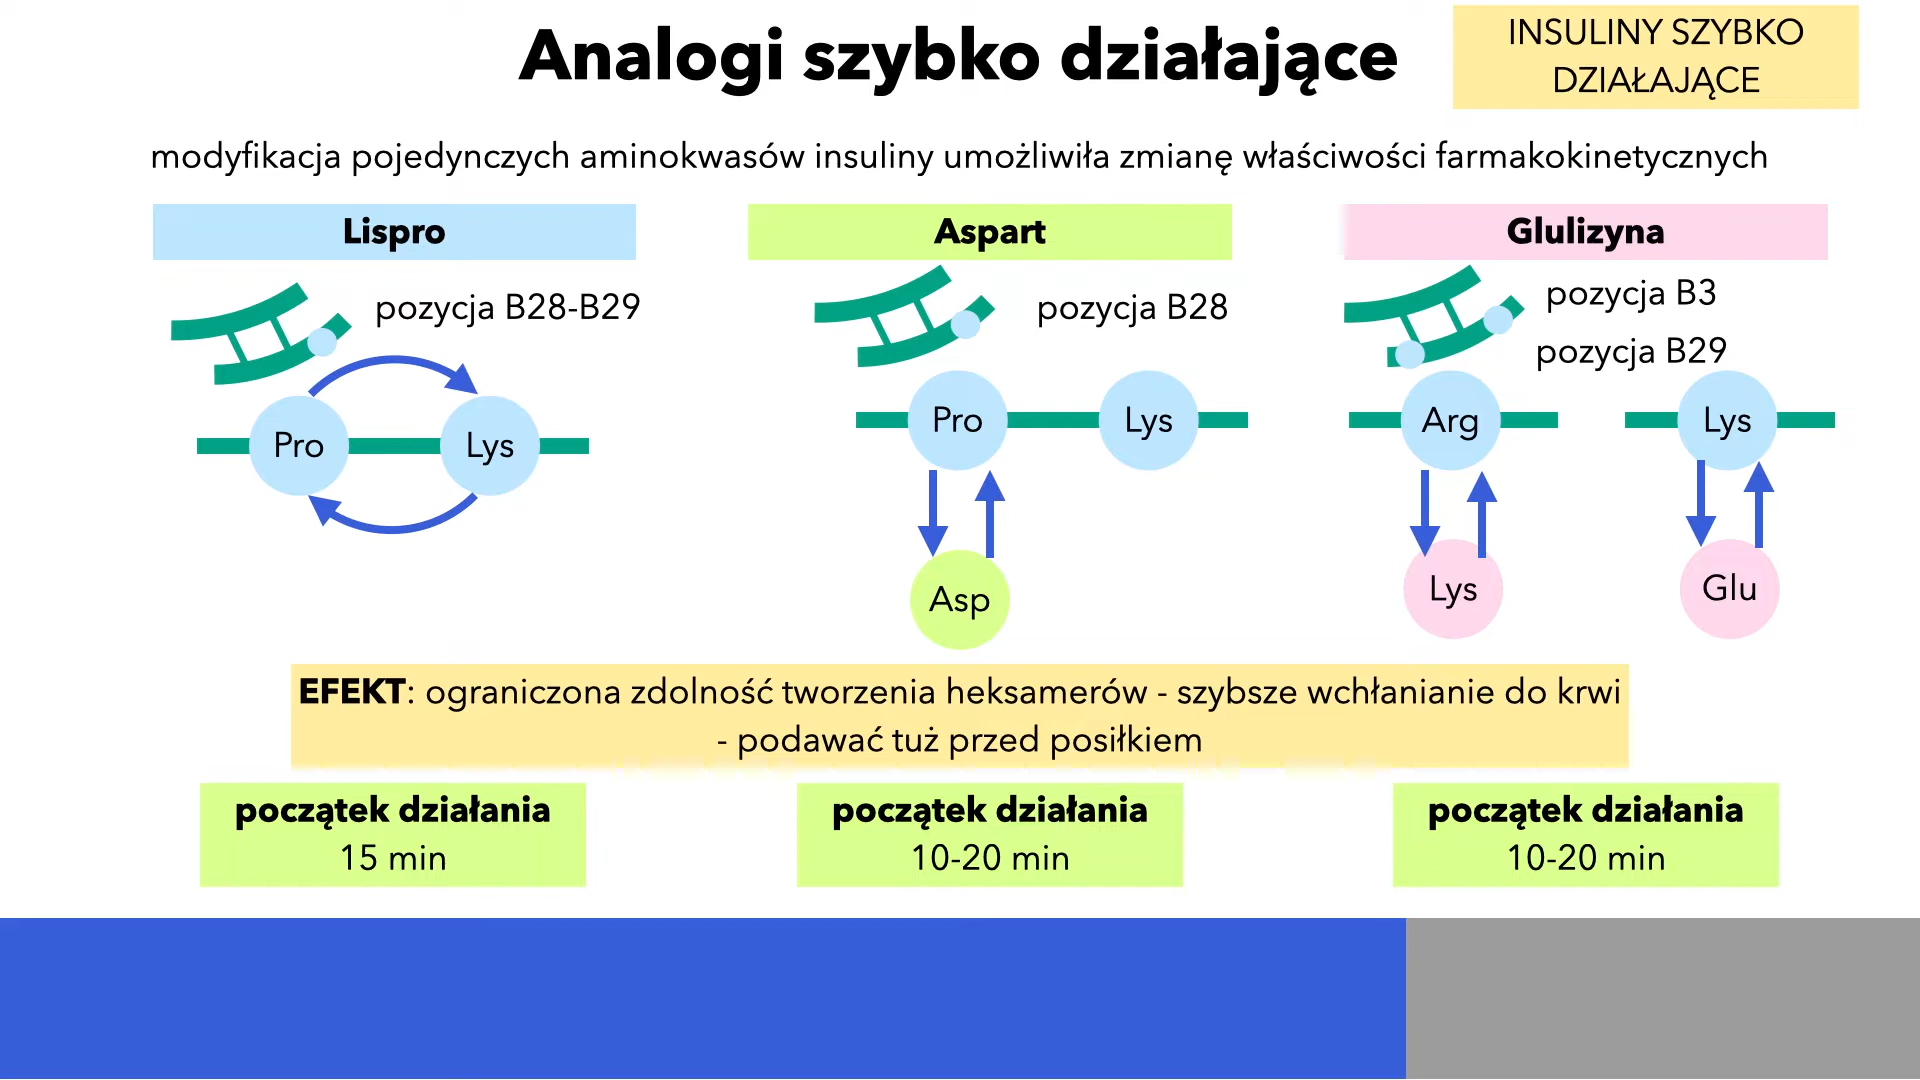 Analogi szybko działające
INSULINY SZYBKO
DZIAŁAJĄCE
modyfikacja pojedynczych aminokwasów insuliny umożliwiła zmianę właściwości farmakokinetycznych
Lispro
pozycja B28-B29
Pro
Lys
Aspart
pozycja B28
Pro
Lys
Asp
Glulizyna
pozycja B3
pozycja B29
Arg
Lys
Lys
Glu
EFEKT: ograniczona zdolność tworzenia heksamerów - szybsze wchłanianie do krwi
- podawać tuż przed posiłkiem
początek działania
15 min
początek działania
10-20 min
początek działania
10-20 min